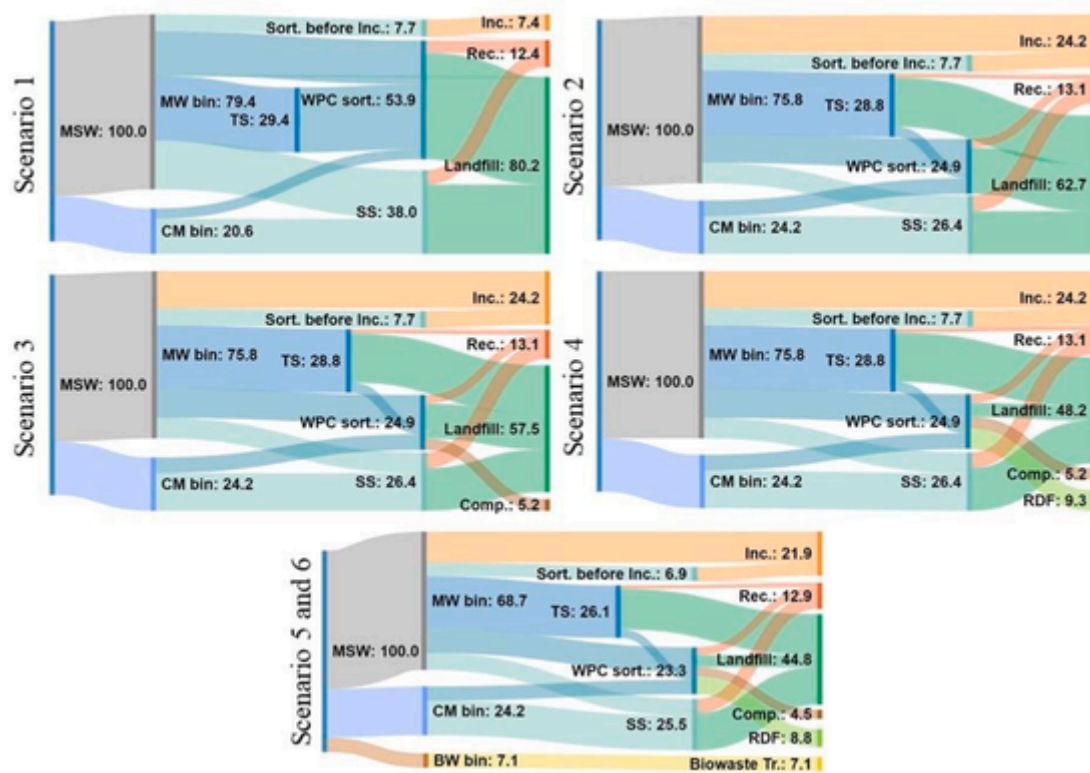 Scenario 1
MSW: 100.0
Sort. before Inc.: 7.7
MW bin: 79.4
TS: 29.4
WPC sort.: 53.9
SS: 38.0
CM bin: 20.6
Inc.: 7.4
Rec.: 12.4
Landfill: 80.2
Scenario 2
MSW: 100.0
Inc.: 24.2
Sort. before Inc.: 7.7
MW bin: 75.8
TS: 28.8
Rec.: 13.1
WPC sort.: 24.9
Landfill: 62.7
CM bin: 24.2
SS: 26.4
Scenario 3
MSW: 100.0
Inc.: 24.2
Sort. before Inc.: 7.7
MW bin: 75.8
TS: 28.8
Rec.: 13.1
WPC sort.: 24.9
Landfill: 57.5
CM bin: 24.2
SS: 26.4
Comp.: 5.2
Scenario 4
MSW: 100.0
Inc.: 24.2
Sort. before Inc.: 7.7
MW bin: 75.8
TS: 28.8
Rec.: 13.1
WPC sort.: 24.9
Landfill: 48.2
CM bin: 24.2
SS: 26.4
Comp.: 5.2
RDF: 9.3
Scenario 5 and 6
MSW: 100.0
Inc.: 21.9
Sort. before Inc.: 6.9
MW bin: 68.7
TS: 26.1
Rec.: 12.9
WPC sort.: 23.3
Landfill: 44.8
CM bin: 24.2
SS: 25.5
Comp.: 4.5
RDF: 8.8
BW bin: 7.1
Biowaste Tr.: 7.1